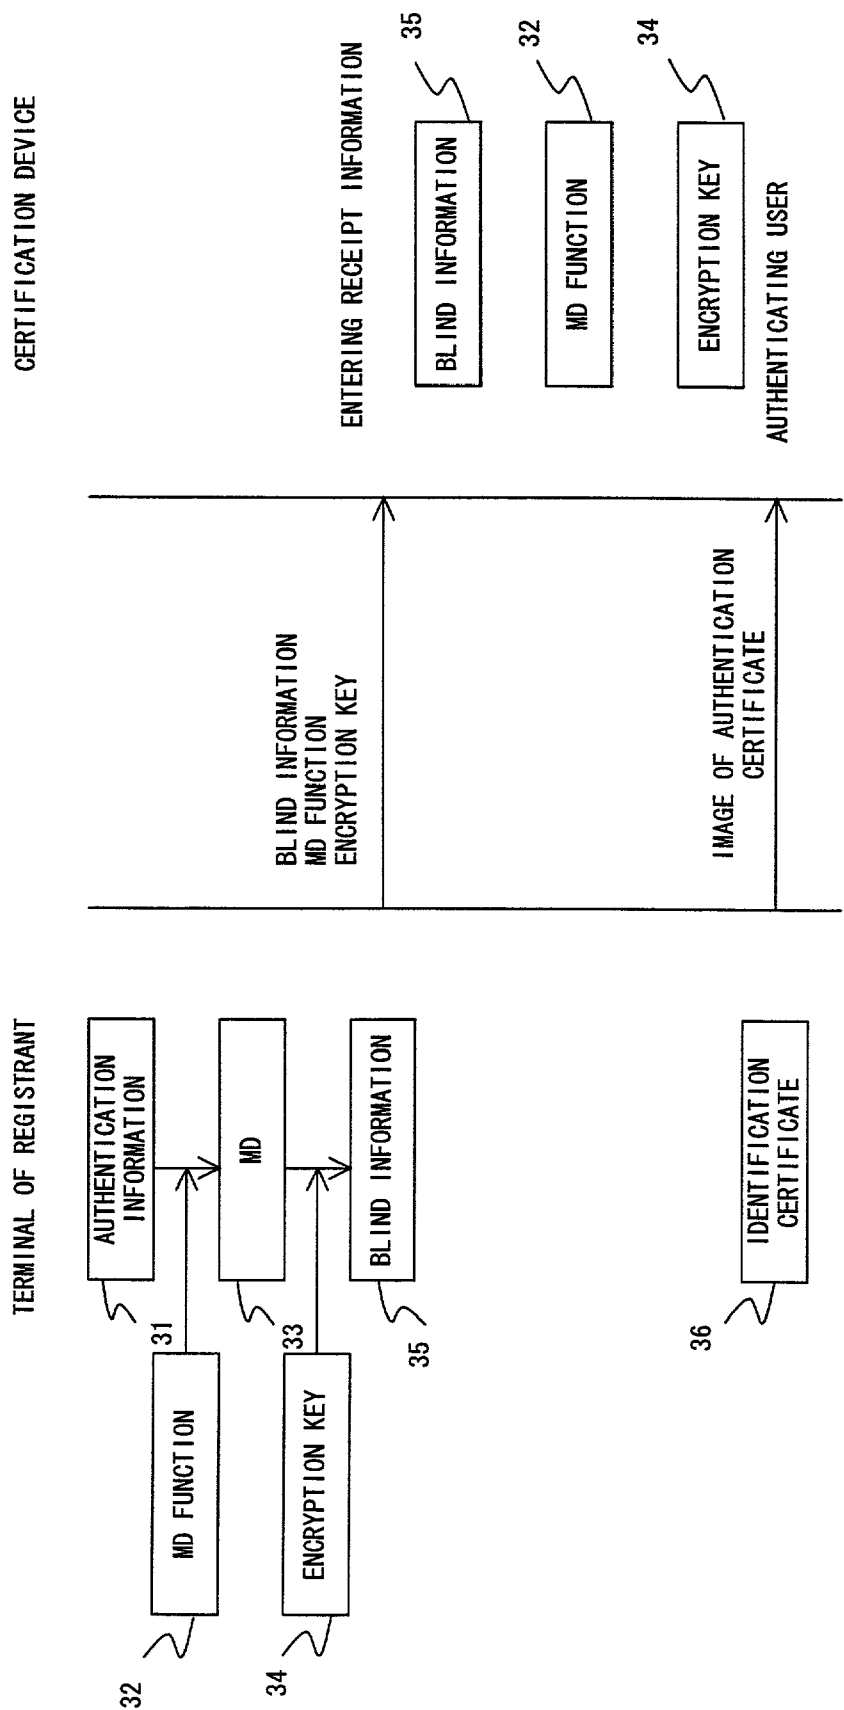 TERMINAL OF REGISTRANT
CERTIFICATION DEVICE
AUTHENTICATION
INFORMATION
31
MD FUNCTION
32
MD
33
ENCRYPTION KEY
34
BLIND INFORMATION
35
BLIND INFORMATION
MD FUNCTION
ENCRYPTION KEY
ENTERING RECEIPT INFORMATION
BLIND INFORMATION
35
MD FUNCTION
32
ENCRYPTION KEY
34
IDENTIFICATION
CERTIFICATE
36
IMAGE OF AUTHENTICATION
CERTIFICATE
AUTHENTICATING USER